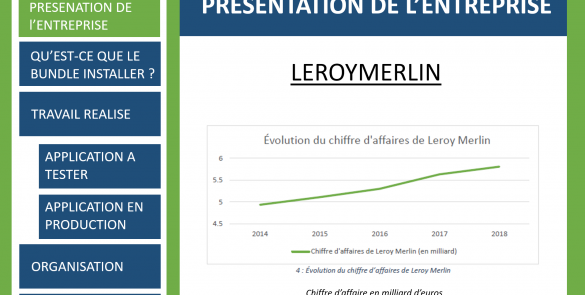 PRESENATION DE
l'ENTREPRISE
QU'EST-CE QUE LE
BUNDLE INSTALLER ?
TRAVAIL REALISE
APPLICATION A
TESTER
APPLICATION EN
PRODUCTION
ORGANISATION
PRESENTATION DE L'ENTREPRISE
LEROYMERLIN
Évolution du chiffre d'affaires de Leroy Merlin
6
5.5
5
4.5
2014 2015 2016 2017 2018
Chiffre d'affaires de Leroy Merlin (en milliard)
4 : Évolution du chiffre d'affaires de Leroy Merlin
Chiffre d'affaire en milliard d'euros